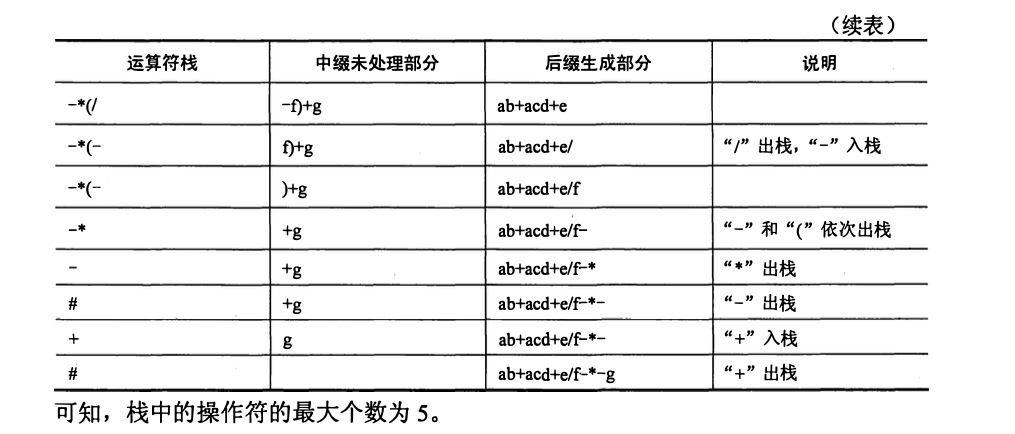 （续表）
运算符栈 中缀未处理部分 后缀生成部分 说明
-*(/ -f)+g ab+acd+e
-*(- f)+g ab+acd+e/ “/”出栈，“-”入栈
-*(- )+g ab+acd+e/f
-* +g ab+acd+e/f- “-”和“(”依次出栈
- +g ab+acd+e/f-* “*”出栈
# +g ab+acd+e/f-*- “-”出栈
+ g ab+acd+e/f-*- “+”入栈
# ab+acd+e/f-*-g “+”出栈
可知，栈中的操作符的最大个数为 5。